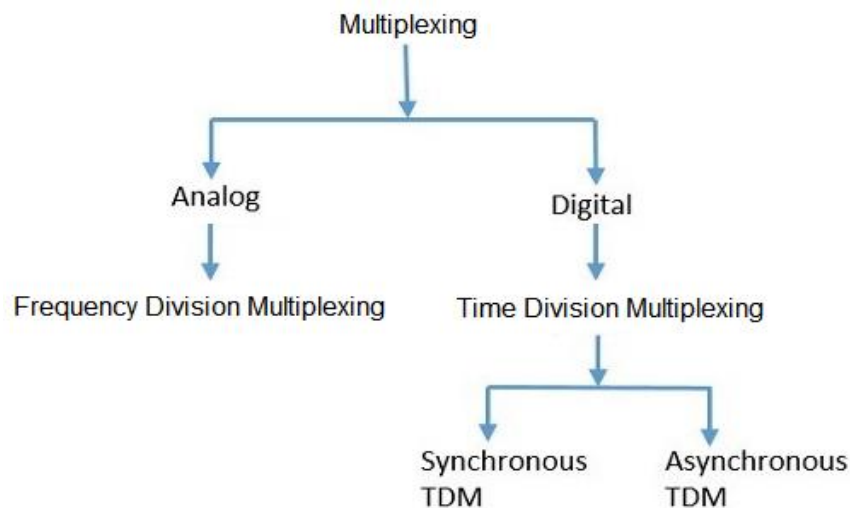 Multiplexing
Analog
Digital
Frequency Division Multiplexing
Time Division Multiplexing
Synchronous
TDM
Asynchronous
TDM